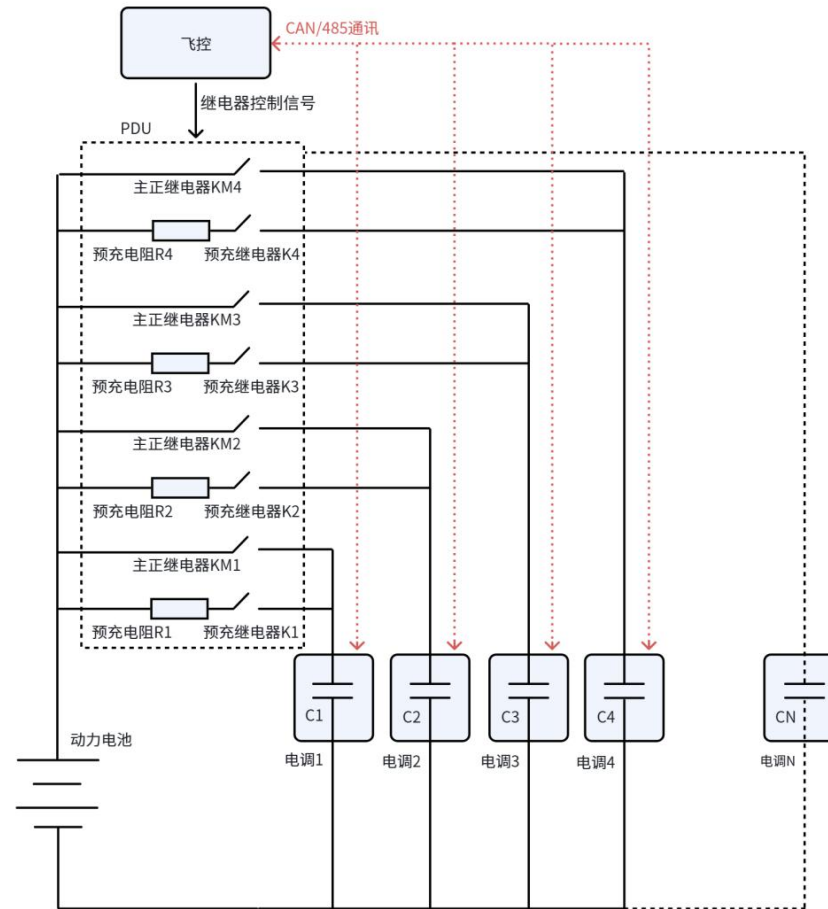 CAN/485通讯
飞控
继电器控制信号
PDU
主正继电器KM4
预充电阻R4
预充继电器K4
主正继电器KM3
预充电阻R3
预充继电器K3
主正继电器KM2
预充电阻R2
预充继电器K2
主正继电器KM1
预充电阻R1
预充继电器K1
C1
C2
C3
C4
CN
动力电池
电调1
电调2
电调3
电调4
电调N